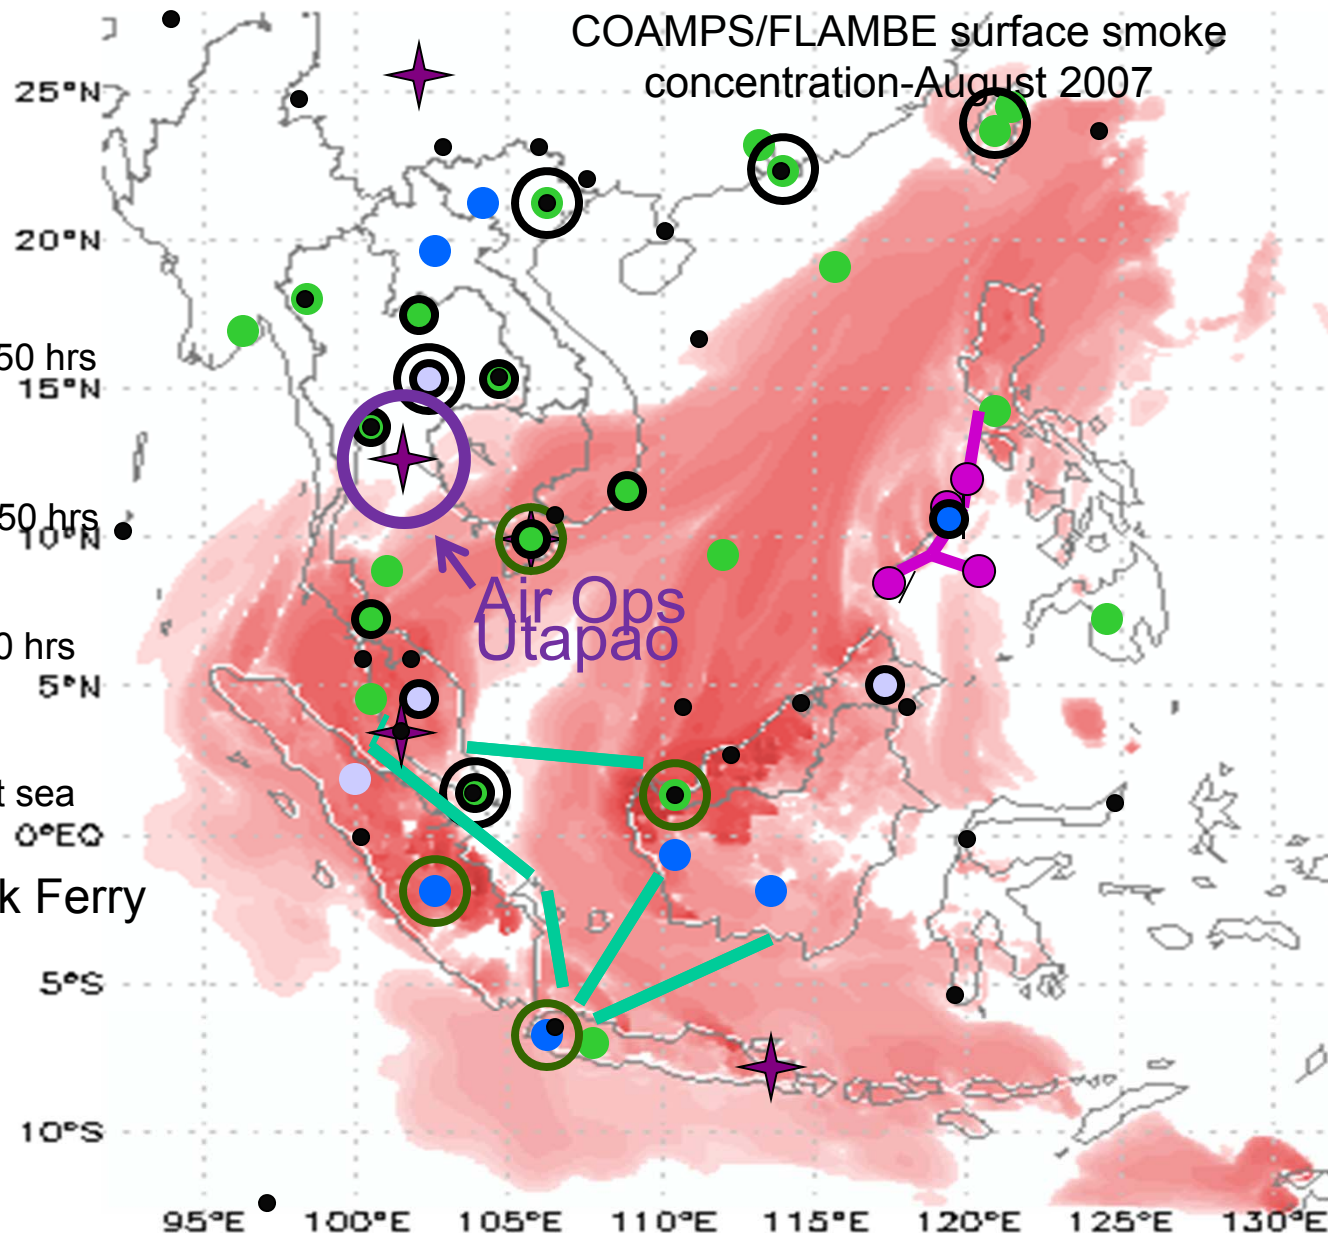 COAMPS/FLAMBE surface smoke
concentration-August 2007
25°N
20°N
50 hrs
15°N
50 hrs
10°N
Air Ops
Utapao
0 hrs
5°N
t sea
0°EQ
k Ferry
5°S
10°S
95°E 100°E 105°E 110°E 115°E 120°E 125°E 130°E